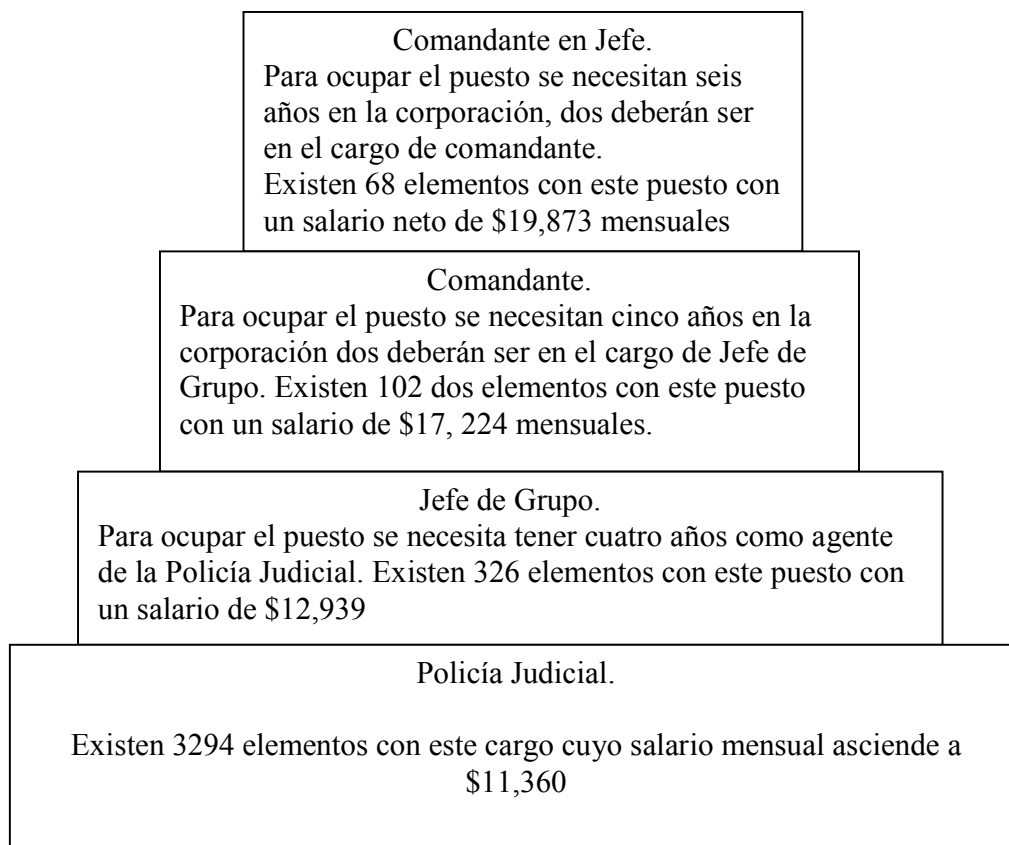 Comandante en Jefe.
Para ocupar el puesto se necesitan seis
años en la corporación, dos deberán ser
en el cargo de comandante.
Existen 68 elementos con este puesto con
un salario neto de $19,873 mensuales
Comandante.
Para ocupar el puesto se necesitan cinco años en la
corporación dos deberán ser en el cargo de Jefe de
Grupo. Existen 102 dos elementos con este puesto
con un salario de $17, 224 mensuales.
Jefe de Grupo.
Para ocupar el puesto se necesita tener cuatro años como agente
de la Policía Judicial. Existen 326 elementos con este puesto con
un salario de $12,939
Policía Judicial.
Existen 3294 elementos con este cargo cuyo salario mensual asciende a
$11,360